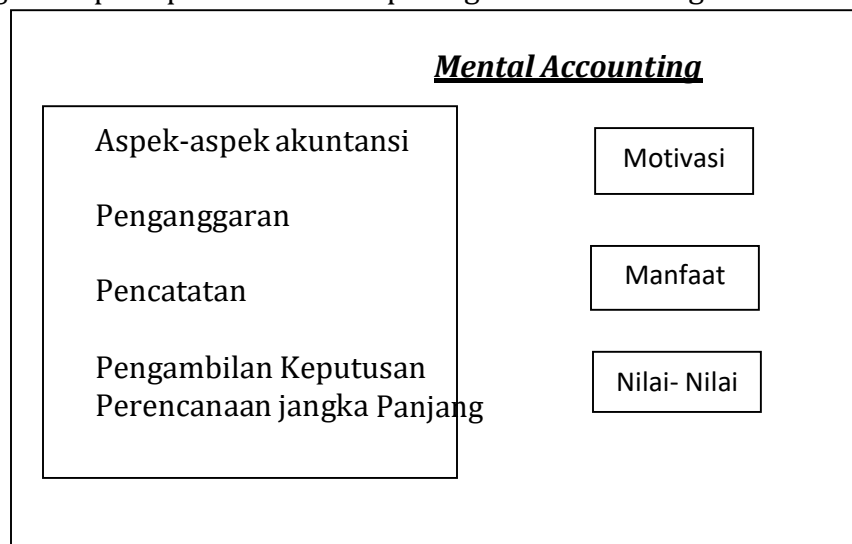 Mental Accounting
Aspek-aspek akuntansi
Penganggaran
Pencatatan
Pengambilan Keputusan
Perencanaan jangka Panjang
Motivasi
Manfaat
Nilai- Nilai